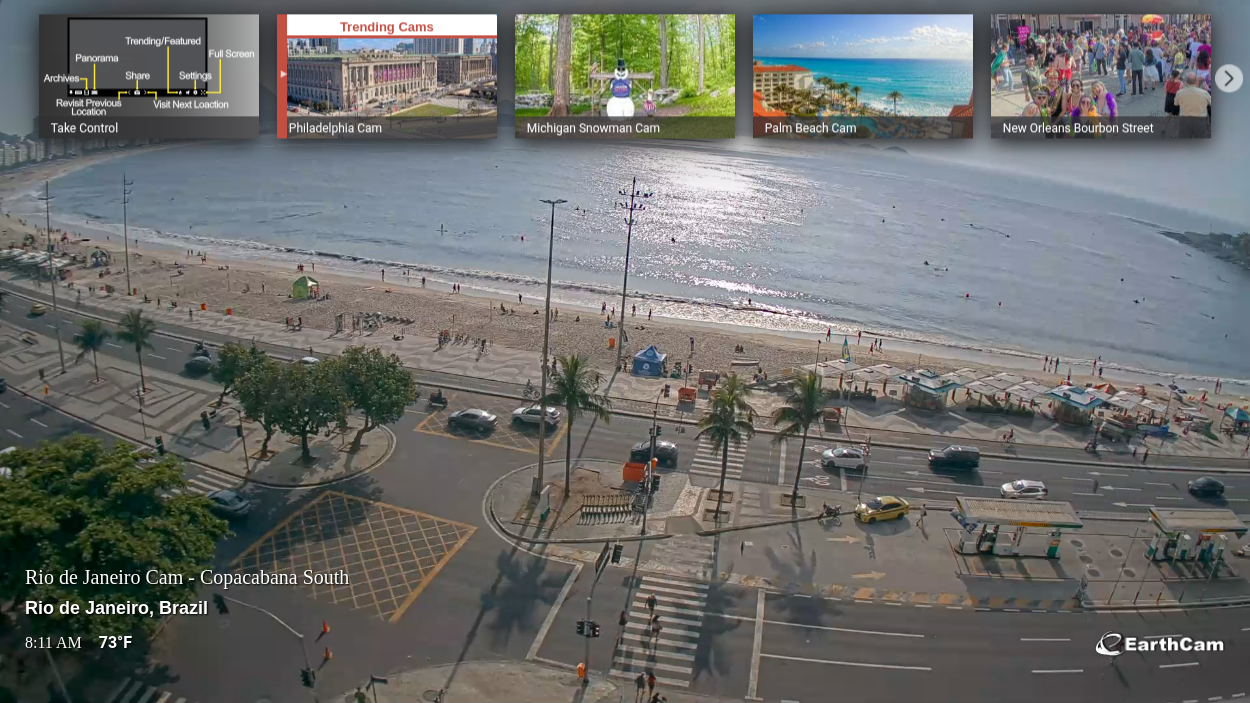 Trending/Featured
Full Screen
Panorama
Archives
Share
Settings
Revisit Previous
Location
Visit Next Loaction
Take Control
Trending Cams
Philadelphia Cam
Michigan Snowman Cam
Palm Beach Cam
New Orleans Bourbon Street
Rio de Janeiro Cam - Copacabana South
Rio de Janeiro, Brazil
8:11 AM 73°F
EarthCam